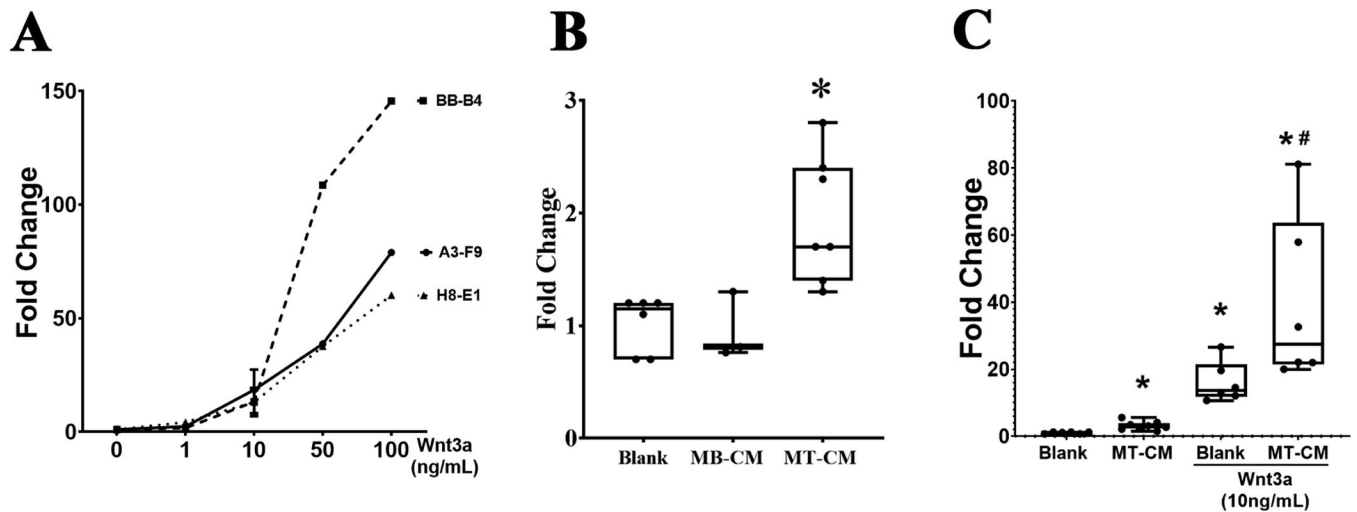 A
Fold Change
150
100
50
0
0 1 10 50 100
Wnt3a
(ng/mL)
BB-B4
A3-F9
H8-E1
B
Fold Change
3
2
1
0
*
Blank MB-CM MT-CM
C
Fold Change
100
80
60
40
20
0
*
*
* #
Blank MT-CM Blank MT-CM
Wnt3a
(10ng/mL)